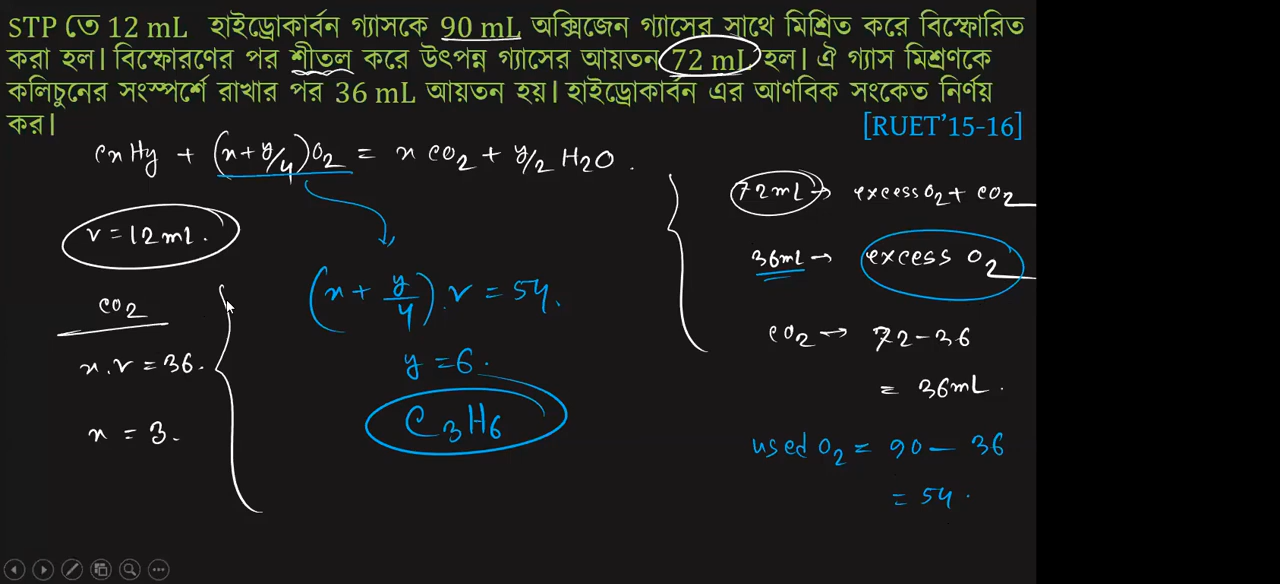 STP তে 12 mL হাইড্রোকার্বন গ্যাসকে 90 mL অক্সিজেন গ্যাসের সাথে মিশ্রিত করে বিস্ফোরিত
করা হল। বিস্ফোরণের পর শীতল করে উৎপন্ন গ্যাসের আয়তন 72 mL হল। ঐ গ্যাস মিশ্রণকে
কলিচুনের সংস্পর্শে রাখার পর 36 mL আয়তন হয়। হাইড্রোকার্বন এর আণবিক সংকেত নির্ণয়
কর।
[RUET'15-16]
CxHy + (x+y/4)O2 = x CO2 + y/2 H2O.
v = 12 mL.
CO2
x.v = 36.
x = 3.
(x + y/4).v = 54.
y = 6.
C3H6
72mL → excess O2 + CO2
36mL → excess O2
CO2 → 72-36
= 36mL.
used O2 = 90 - 36
= 54.